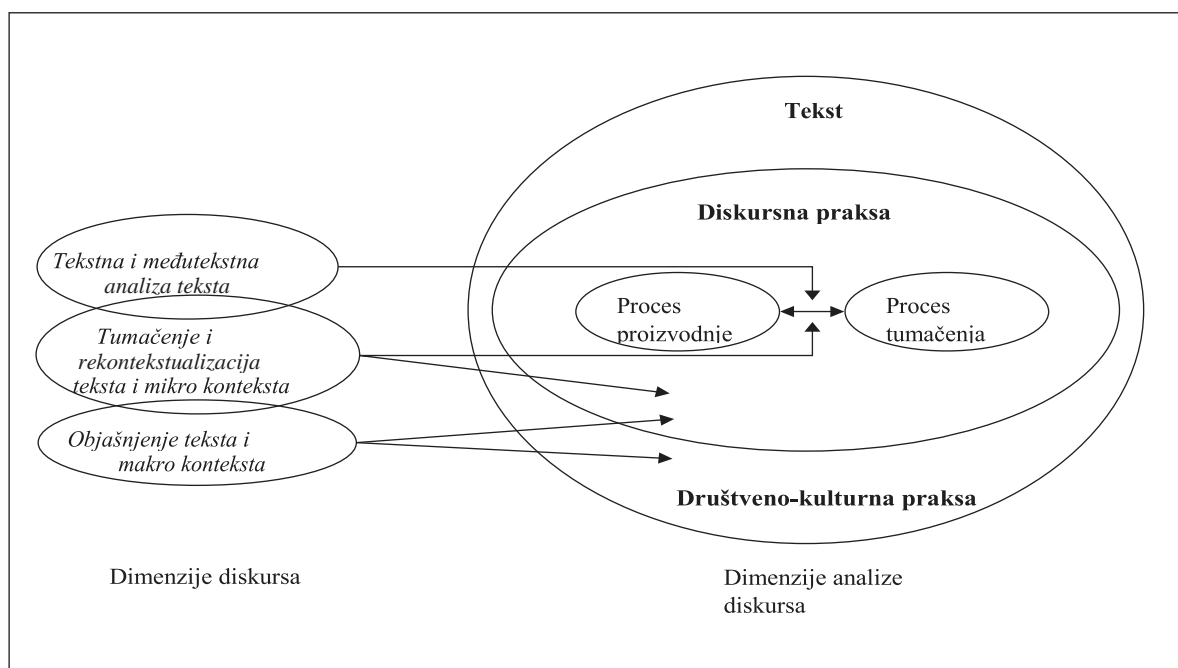 Tekst
Diskursna praksa
Tekstna i međutekstna
analiza teksta
Proces
proizvodnje
Proces
tumačenja
Tumačenje i
rekontekstualizacija
teksta i mikro konteksta
Objašnjenje teksta i
makro konteksta
Društveno-kulturna praksa
Dimenzije diskursa
Dimenzije analize
diskursa